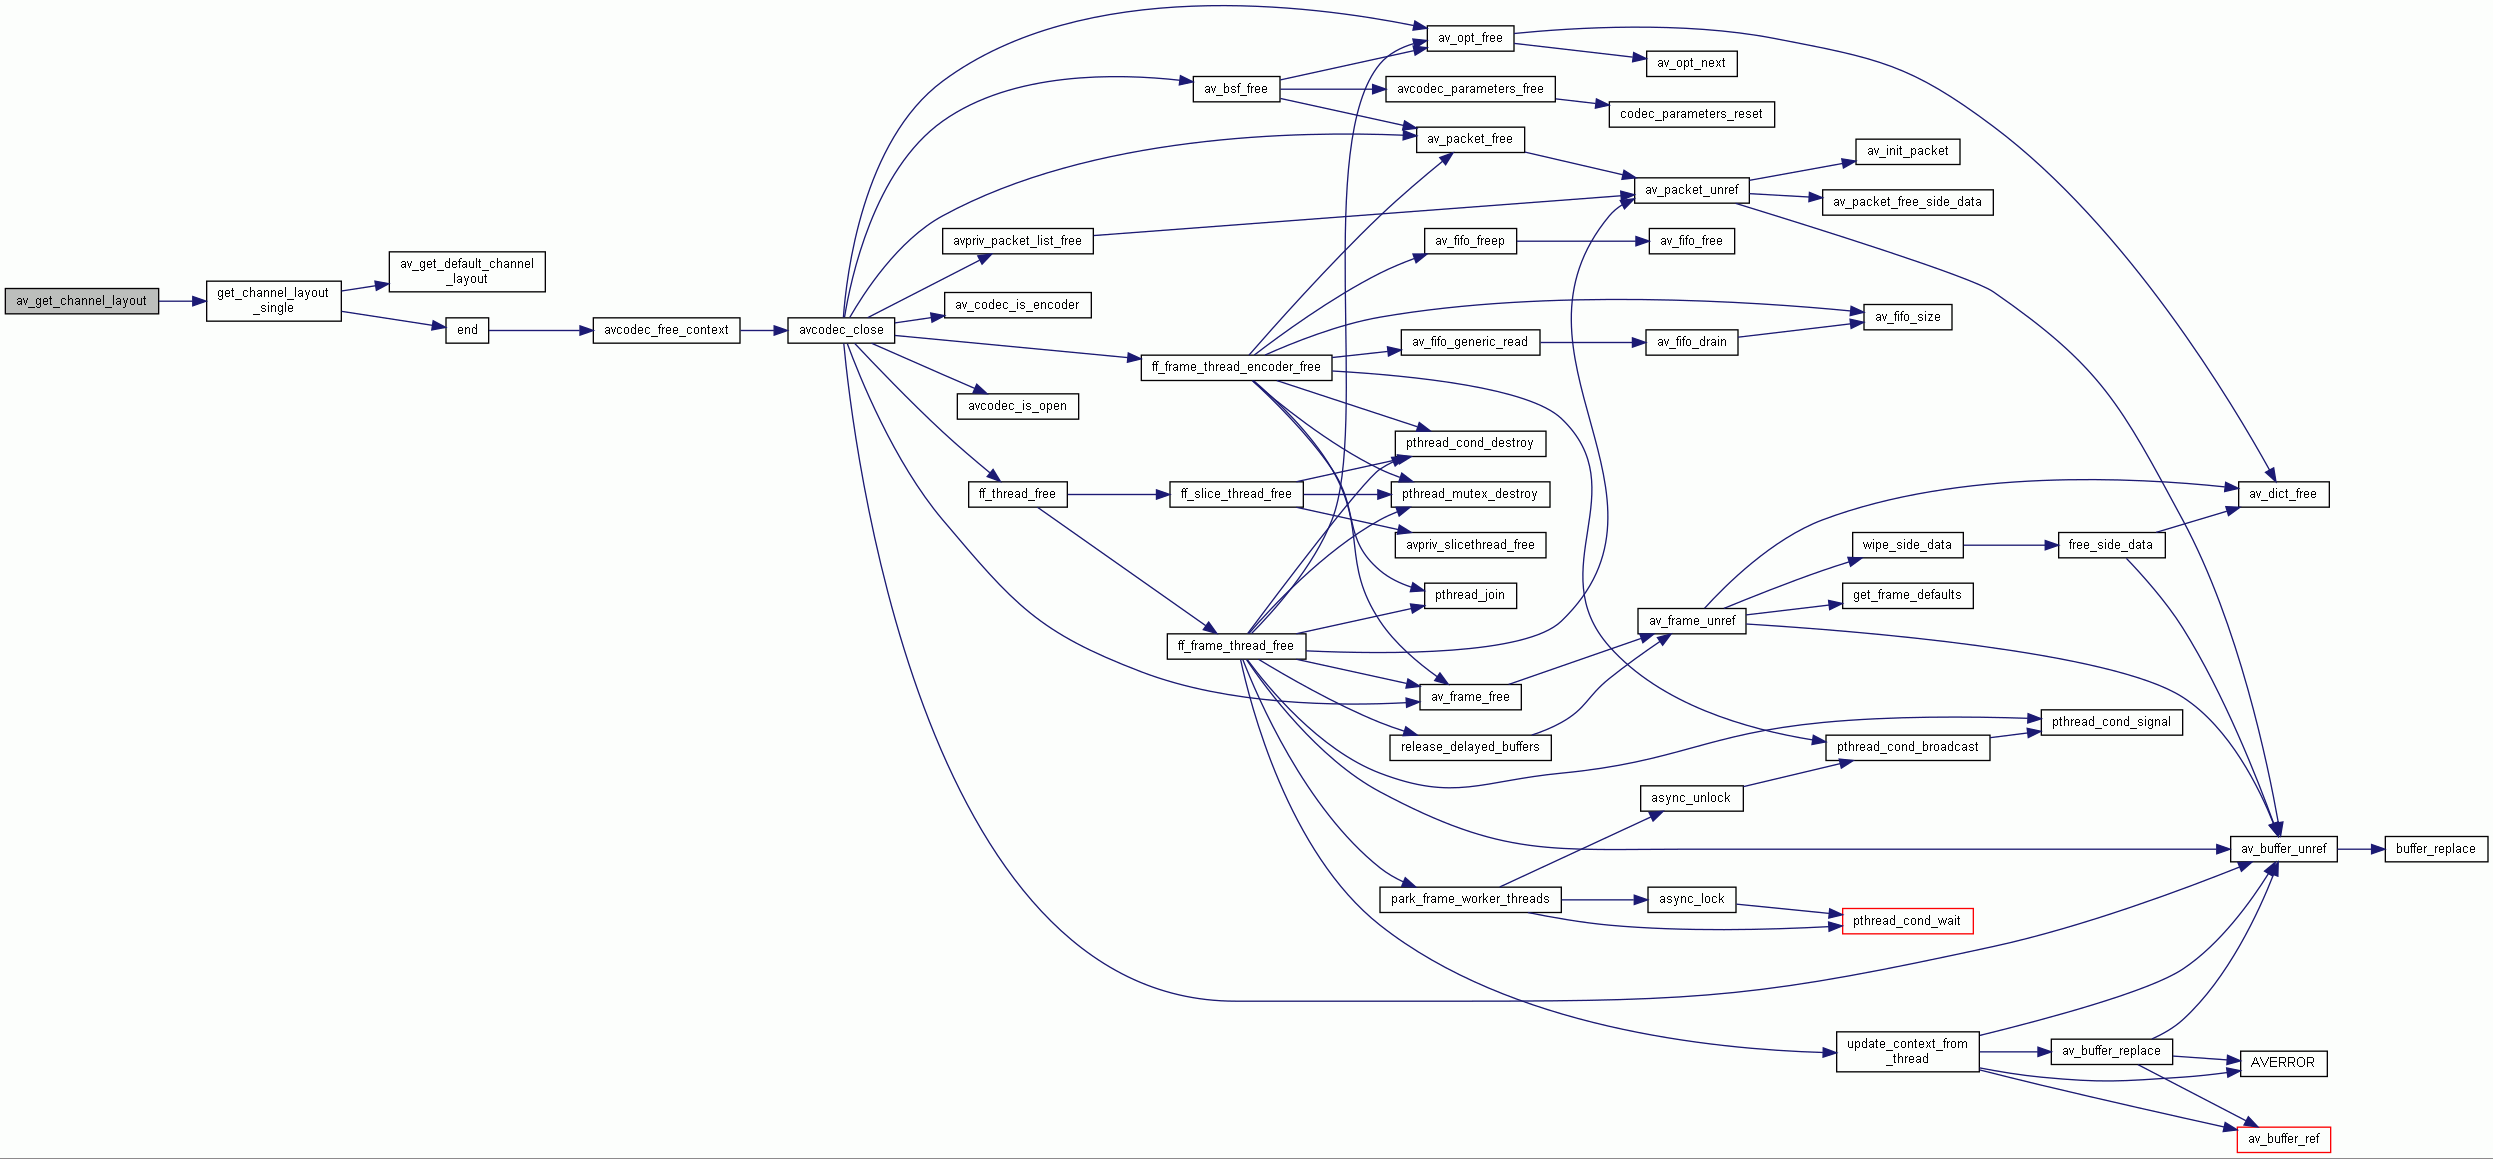 av_get_channel_layout
get_channel_layout
_single
av_get_default_channel
_layout
end
avcodec_free_context
avcodec_close
av_opt_free
av_opt_next
av_bsf_free
avcodec_parameters_free
codec_parameters_reset
av_packet_free
av_packet_unref
av_init_packet
av_packet_free_side_data
avpriv_packet_list_free
av_fifo_freep
av_fifo_free
av_codec_is_encoder
av_fifo_size
ff_frame_thread_encoder_free
av_fifo_generic_read
av_fifo_drain
avcodec_is_open
pthread_cond_destroy
ff_thread_free
ff_slice_thread_free
pthread_mutex_destroy
av_dict_free
avpriv_slicethread_free
wipe_side_data
free_side_data
pthread_join
get_frame_defaults
av_frame_unref
ff_frame_thread_free
av_frame_free
pthread_cond_signal
release_delayed_buffers
pthread_cond_broadcast
async_unlock
av_buffer_unref
buffer_replace
park_frame_worker_threads
async_lock
pthread_cond_wait
update_context_from
_thread
av_buffer_replace
AVERROR
av_buffer_ref